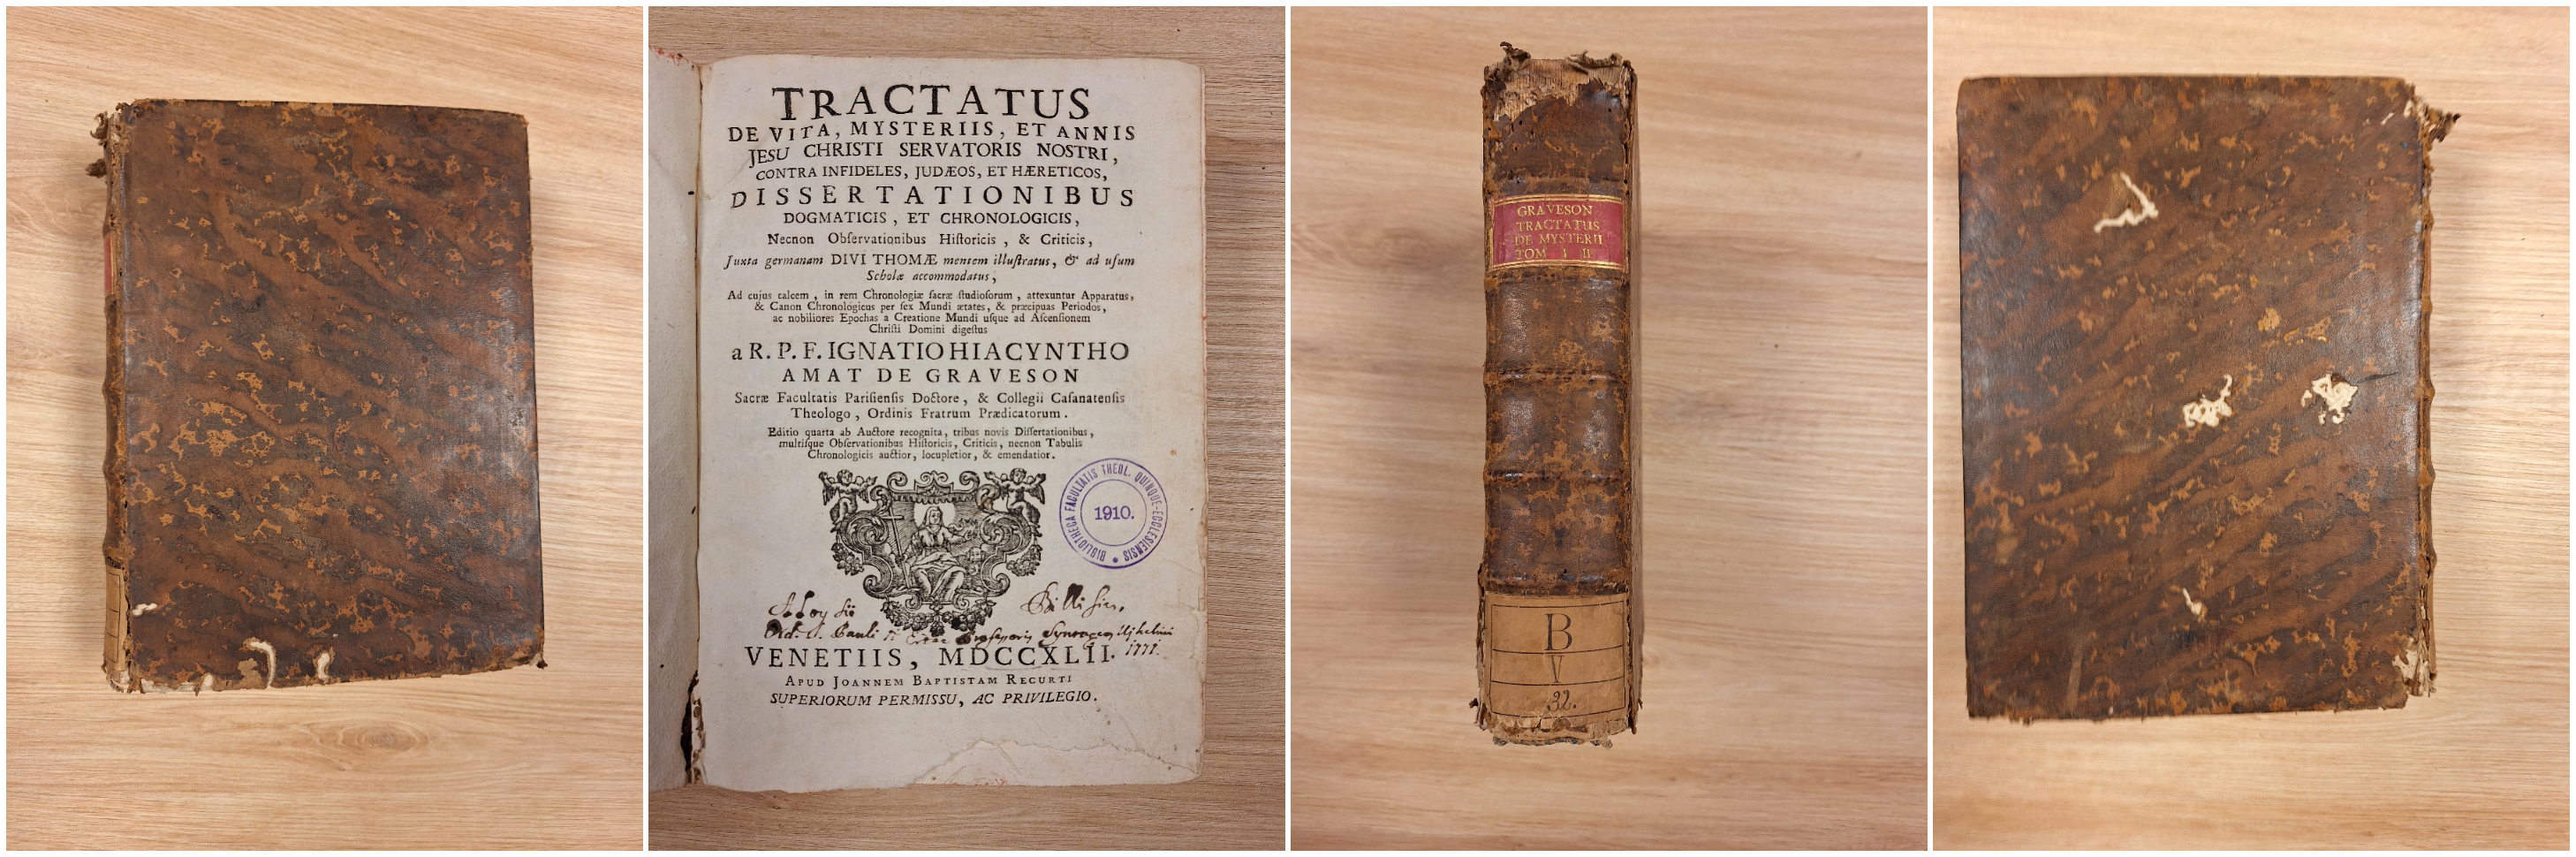 TRACTATUS
DE VITA, MYSTERIIS, ET ANNIS
JESU CHRISTI SERVATORIS NOSTRI,
CONTRA INFIDELES, JUDÆOS, ET HÆRETICOS,
DISSERTATIONIBUS
DOGMATICIS, ET CHRONOLOGICIS,
Necnon Obſervationibus Hiſtoricis, & Criticis,
Juxta germanam DIVI THOMÆ mentem illuſtratus, & ad uſum
Scholæ accommodatus,
Ad cujus calcem, in rem Chronologiæ ſacræ ſtudioſorum, attexuntur Apparatus,
& Canon Chronologicus per ſex Mundi ætates, & præcipuas Periodos,
ac nobiliores Epochas a Creatione Mundi uſque ad Aſcenſionem
Chriſti Domini digeſtus
a R. P. F. IGNATIO HIACYNTHO
AMAT DE GRAVESON
Sacræ Facultatis Pariſienſis Doctore, & Collegii Caſanatenſis
Theologo, Ordinis Fratrum Prædicatorum.
Editio quarta ab Auctore recognita, tribus novis Diſſertationibus,
multiſque Obſervationibus Hiſtoricis, Criticis, necnon Tabulis
Chronologicis auctior, locupletior, & emendatior.
BIBLIOTHECA FACULTATIS THEOL. QUINQUE-ECCLESIENSIS
1910.
Pauli
Profeſſoris
1771.
VENETIIS, MDCCXLII.
APUD JOANNEM BAPTISTAM RECURTI
SUPERIORUM PERMISSU, AC PRIVILEGIO.
GRAVESON
TRACTATUS
DE MYSTERII
TOM I II
B
V
32.